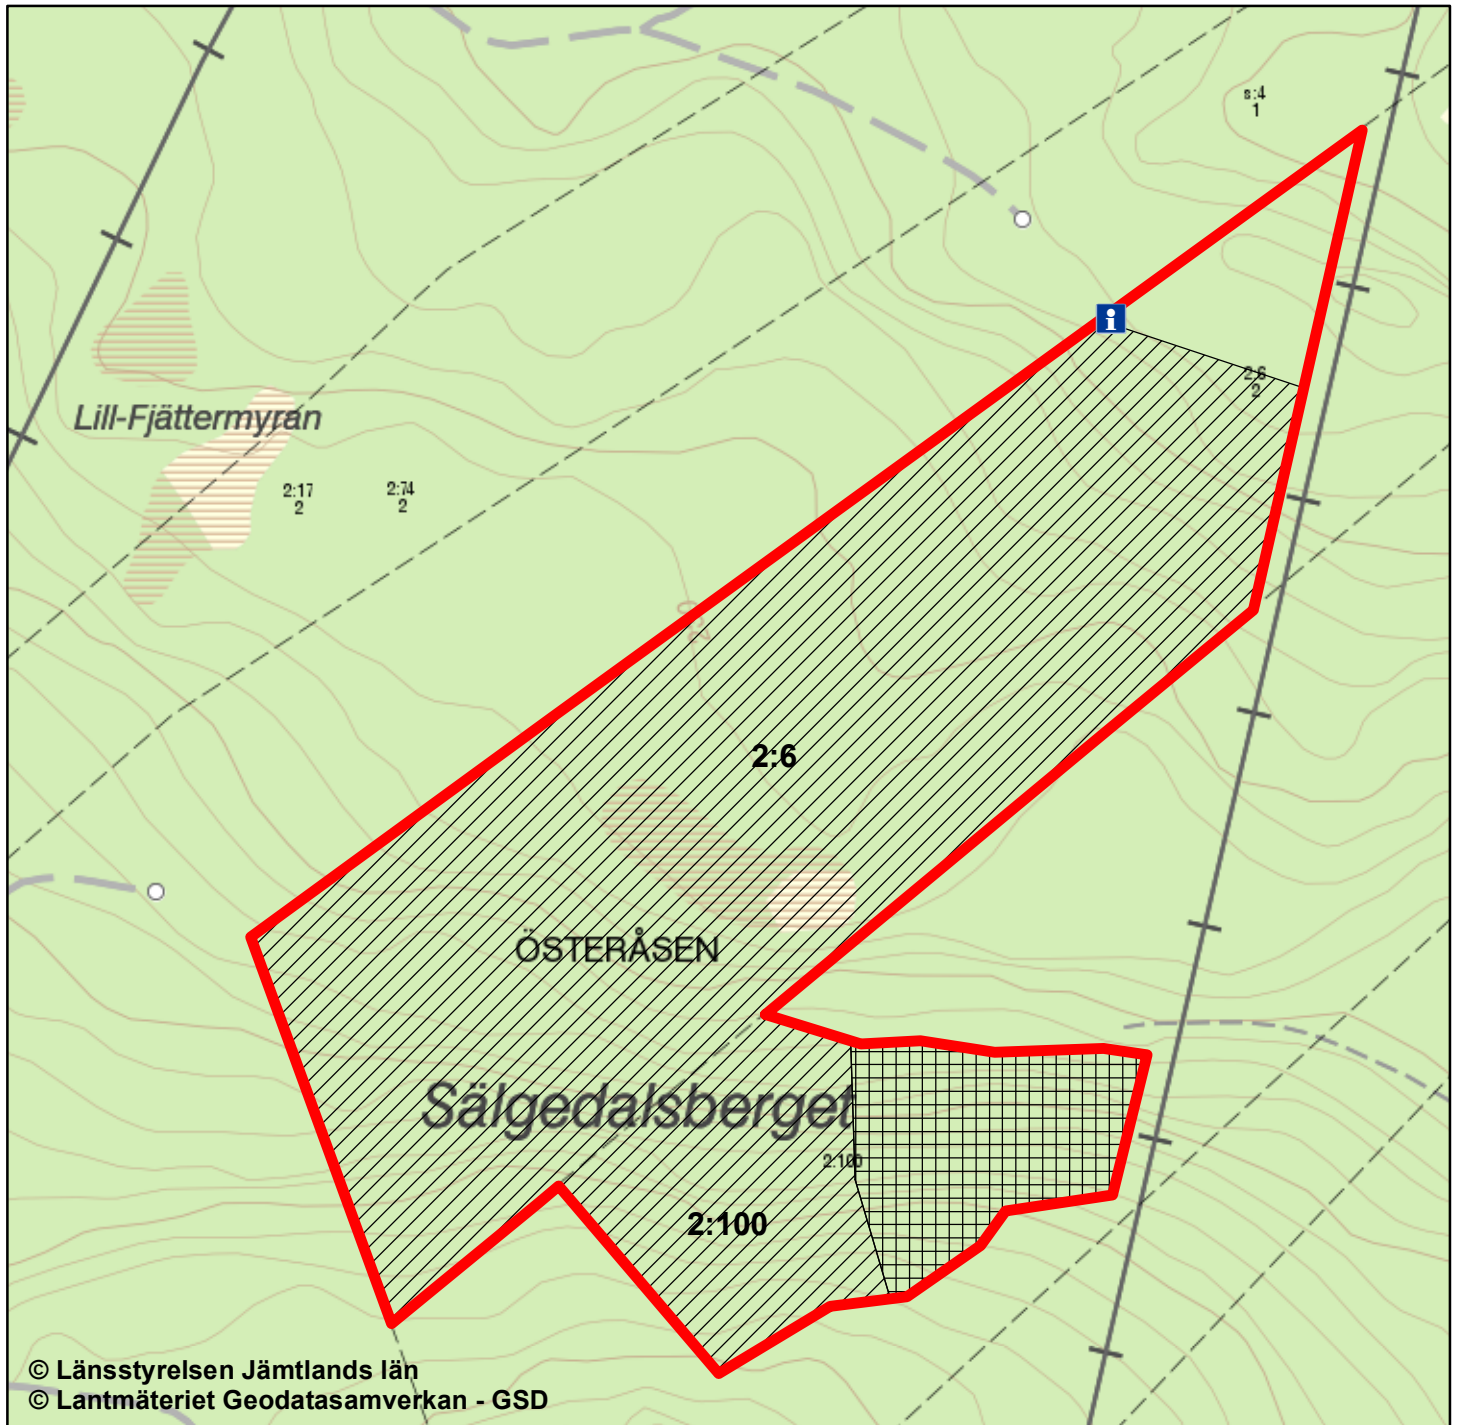 s:4
1
2:6
2
Lill-Fjättermyran
2:17
2
2:74
2
2:6
ÖSTERÅSEN
Sälgedalsberget
2:100
2:100
© Länsstyrelsen Jämtlands län
© Lantmäteriet Geodatasamverkan - GSD